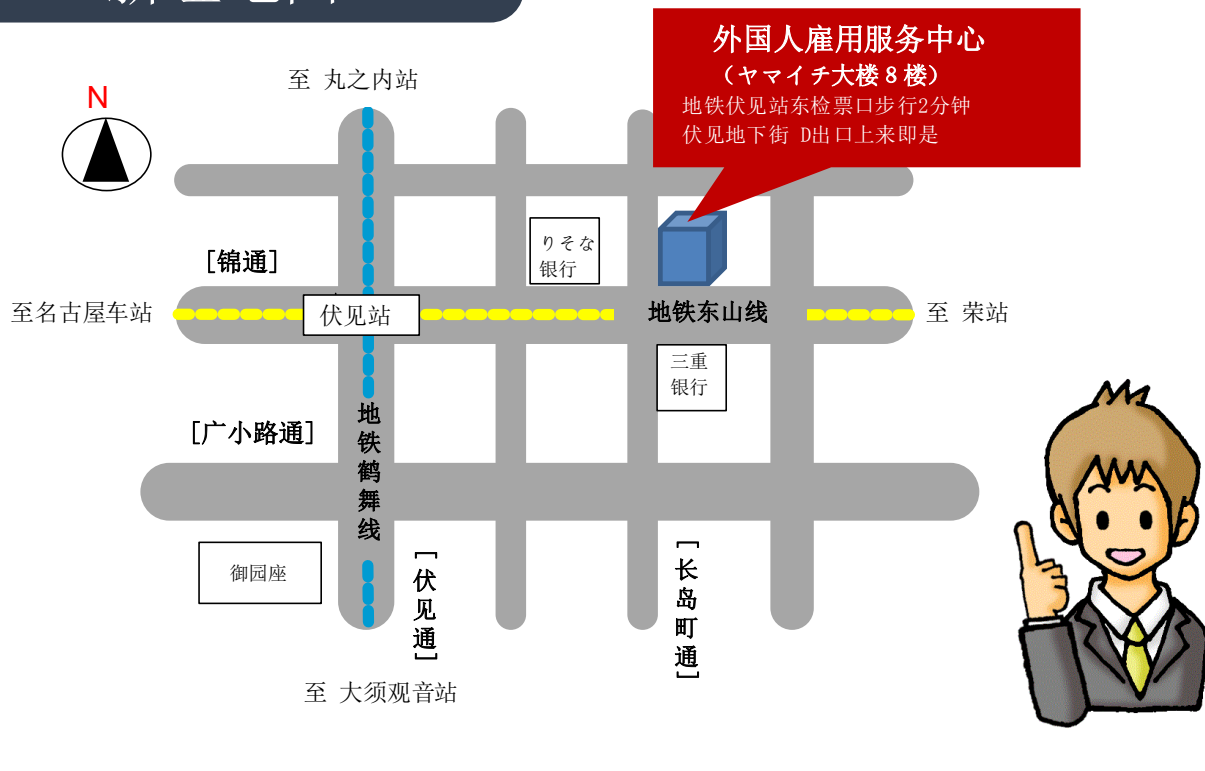 外国人雇用服务中心
（ヤマイチ大楼８楼）
地铁伏见站东检票口步行2分钟
伏见地下街 D出口上来即是
至 丸之内站
N
りそな
银行
[锦通]
至名古屋车站
伏见站
地铁东山线
至 荣站
三重
银行
[广小路通]
地铁鹤舞线
御园座
[伏见通]
[长岛町通]
至 大须观音站